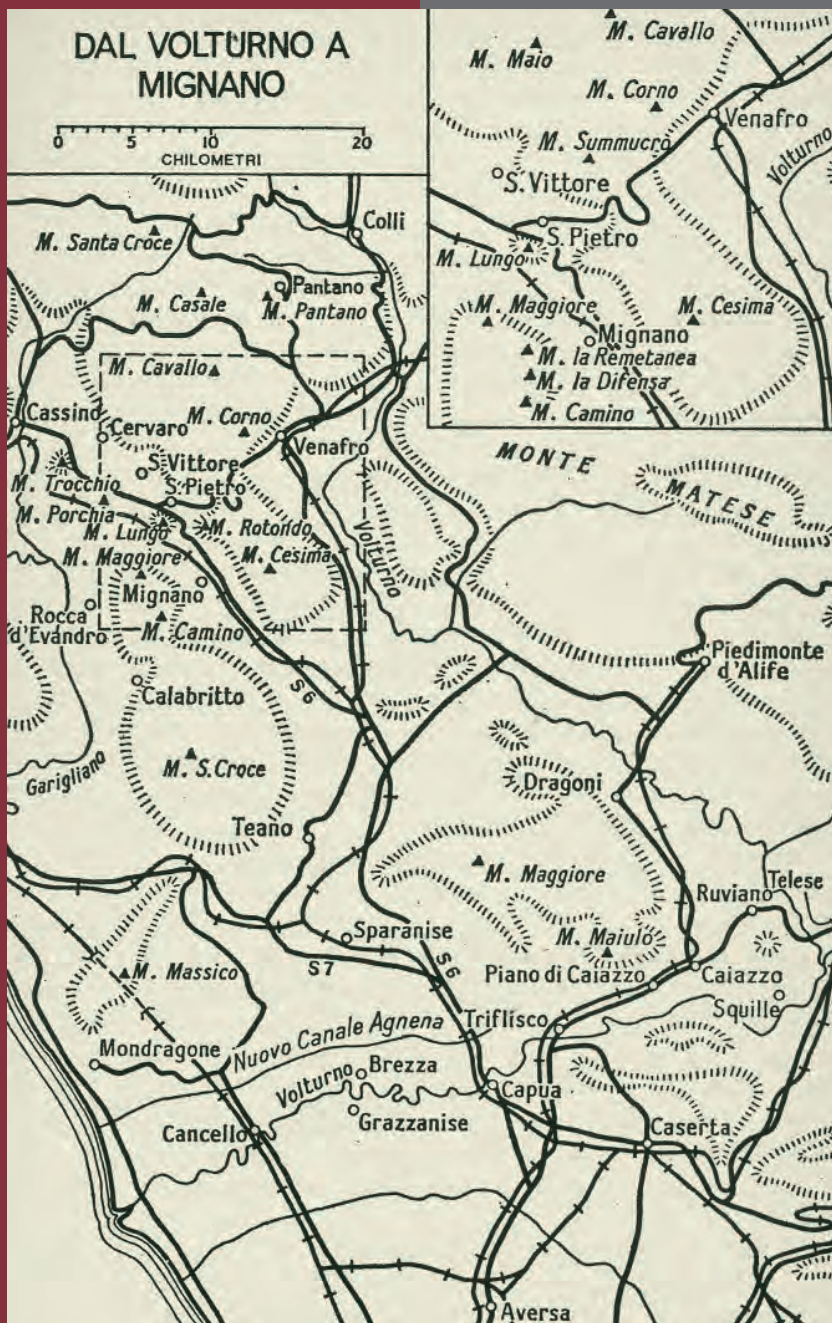 DAL VOLTURNO A
MIGNANO
0 5 10 20
CHILOMETRI
M. Cavallo
M. Maio
M. Corno
Venafro
M. Summucro
S. Vittore
Volturno
S. Pietro
M. Lungo
M. Maggiore
M. Cesima
Mignano
M. la Remetanea
M. la Difensa
M. Camino
Colli
M. Santa Croce
Pantano
M. Casale
M. Pantano
M. Cavallo
Cassino
Cervaro
M. Corno
Venafro
S. Vittore
M. Trocchio
S. Pietro
M. Porchia
M. Lungo
M. Rotondo
M. Maggiore
M. Cesima
Volturno
Mignano
Rocca
d'Evandro
M. Camino
MONTE
MATESE
Piedimonte
d'Alife
Calabritto
S6
Garigliano
M. S. Croce
Dragoni
Teano
M. Maggiore
Telese
Ruviano
Sparanise
M. Maiulo
S7
S6
M. Massico
Piano di Caiazzo
Caiazzo
Squille
Triflisco
Nuovo Canale Agnena
Mondragone
Volturno
Brezza
Capua
Grazzanise
Cancello
Caserta
Aversa